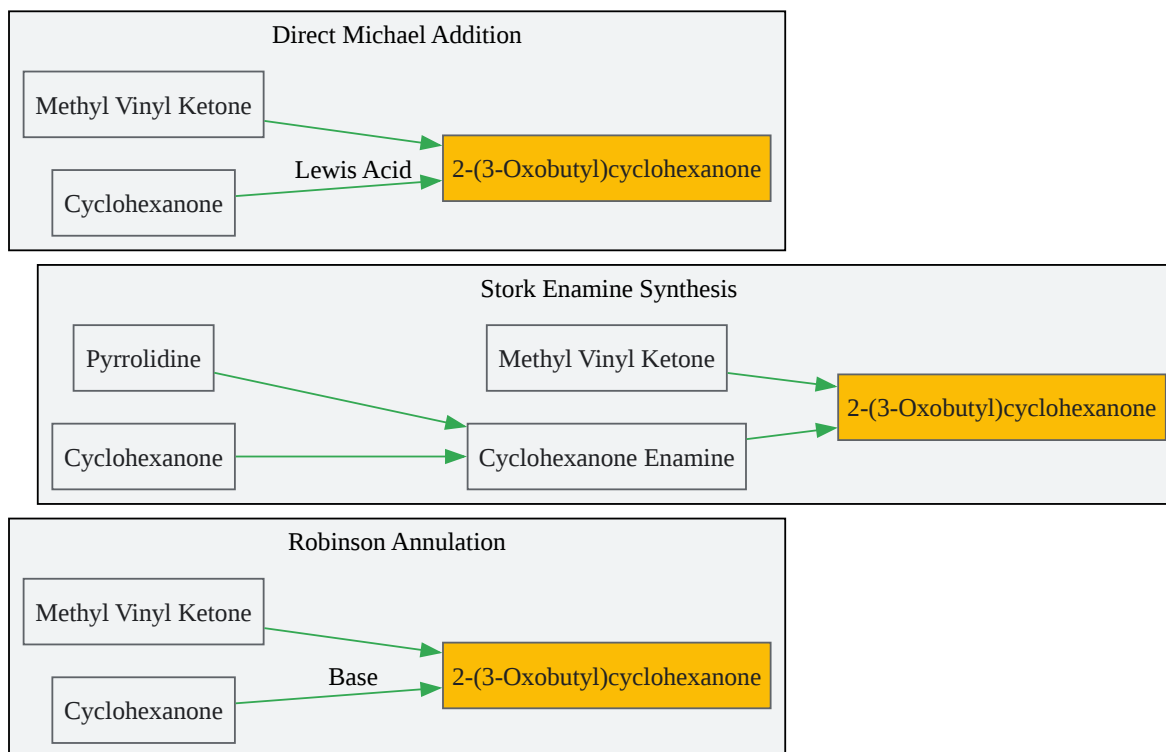 Direct Michael Addition
Methyl Vinyl Ketone
Lewis Acid
2-(3-Oxobutyl)cyclohexanone
Cyclohexanone
Stork Enamine Synthesis
Pyrrolidine
Methyl Vinyl Ketone
2-(3-Oxobutyl)cyclohexanone
Cyclohexanone
Cyclohexanone Enamine
Robinson Annulation
Methyl Vinyl Ketone
Base
2-(3-Oxobutyl)cyclohexanone
Cyclohexanone